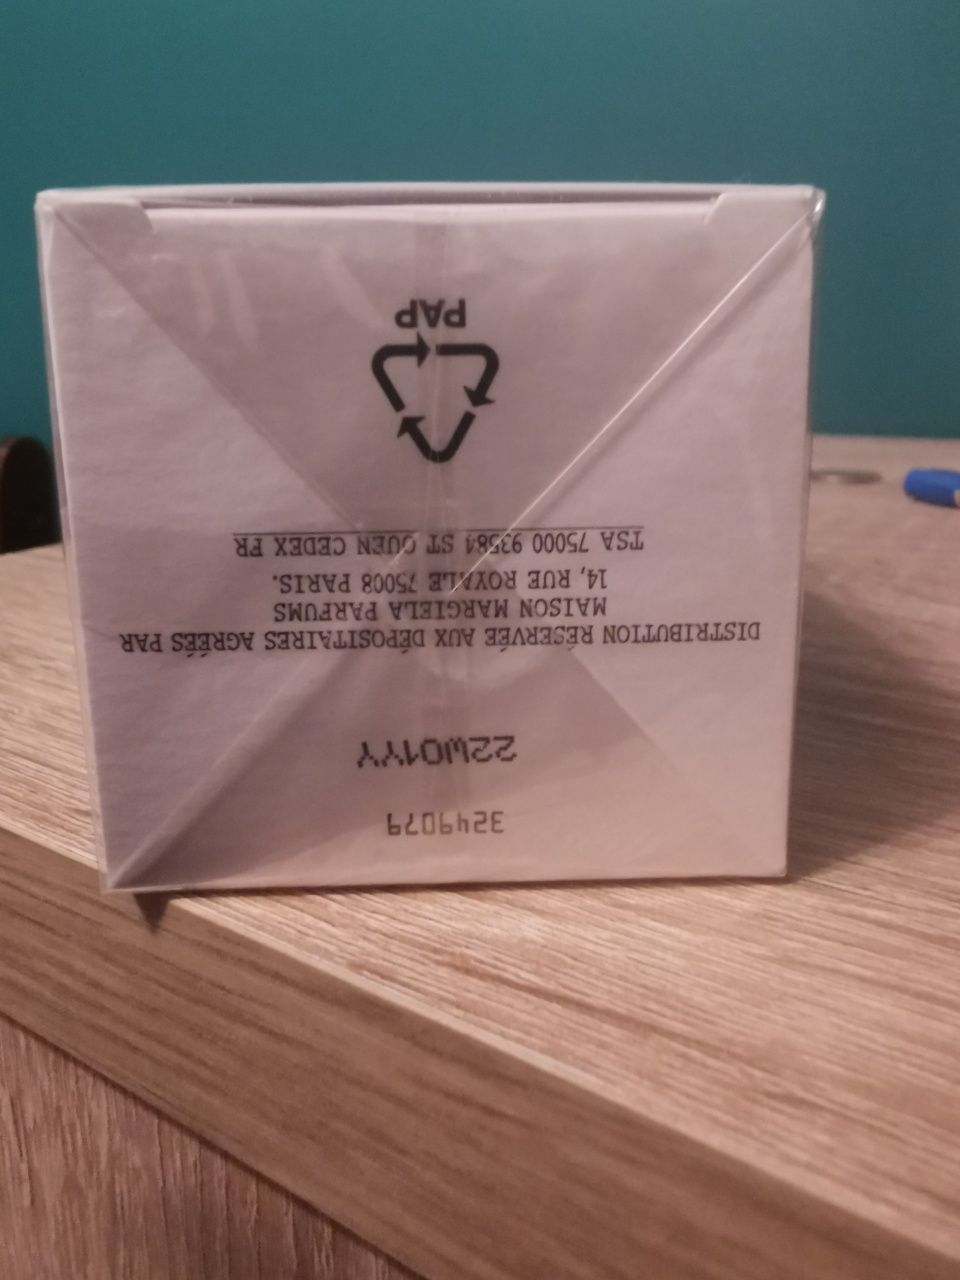 3249079
22W01YY
DISTRIBUTION RÉSERVÉE AUX DÉPOSITAIRES AGRÉÉS PAR
MAISON MARGIELA PARFUMS
14, RUE ROYALE 75008 PARIS.
TSA 75000 93584 ST OUEN CEDEX FR
PAP